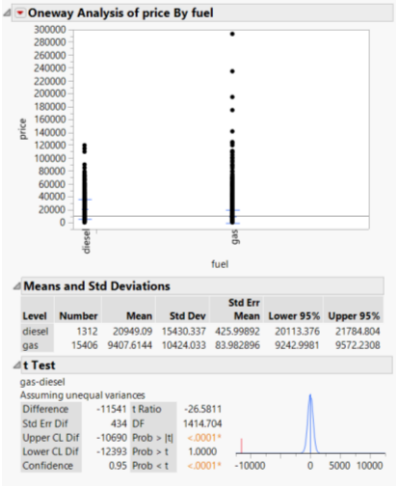 Oneway Analysis of price By fuel
300000
280000
260000
240000
220000
200000
180000
160000
140000
120000
100000
80000
60000
40000
20000
0
price
diesel
gas
fuel
Means and Std Deviations
Level Number Mean Std Dev Std Err Mean Lower 95% Upper 95%
diesel 1312 20949.09 15430.337 425.99892 20113.376 21784.804
gas 15406 9407.6144 10424.033 83.982896 9242.9981 9572.2308
t Test
gas-diesel
Assuming unequal variances
Difference -11541 t Ratio -26.5811
Std Err Dif 434 DF 1414.704
Upper CL Dif -10690 Prob > |t| <.0001*
Lower CL Dif -12393 Prob > t 1.0000
Confidence 0.95 Prob < t <.0001*
-10000 0 5000 10000